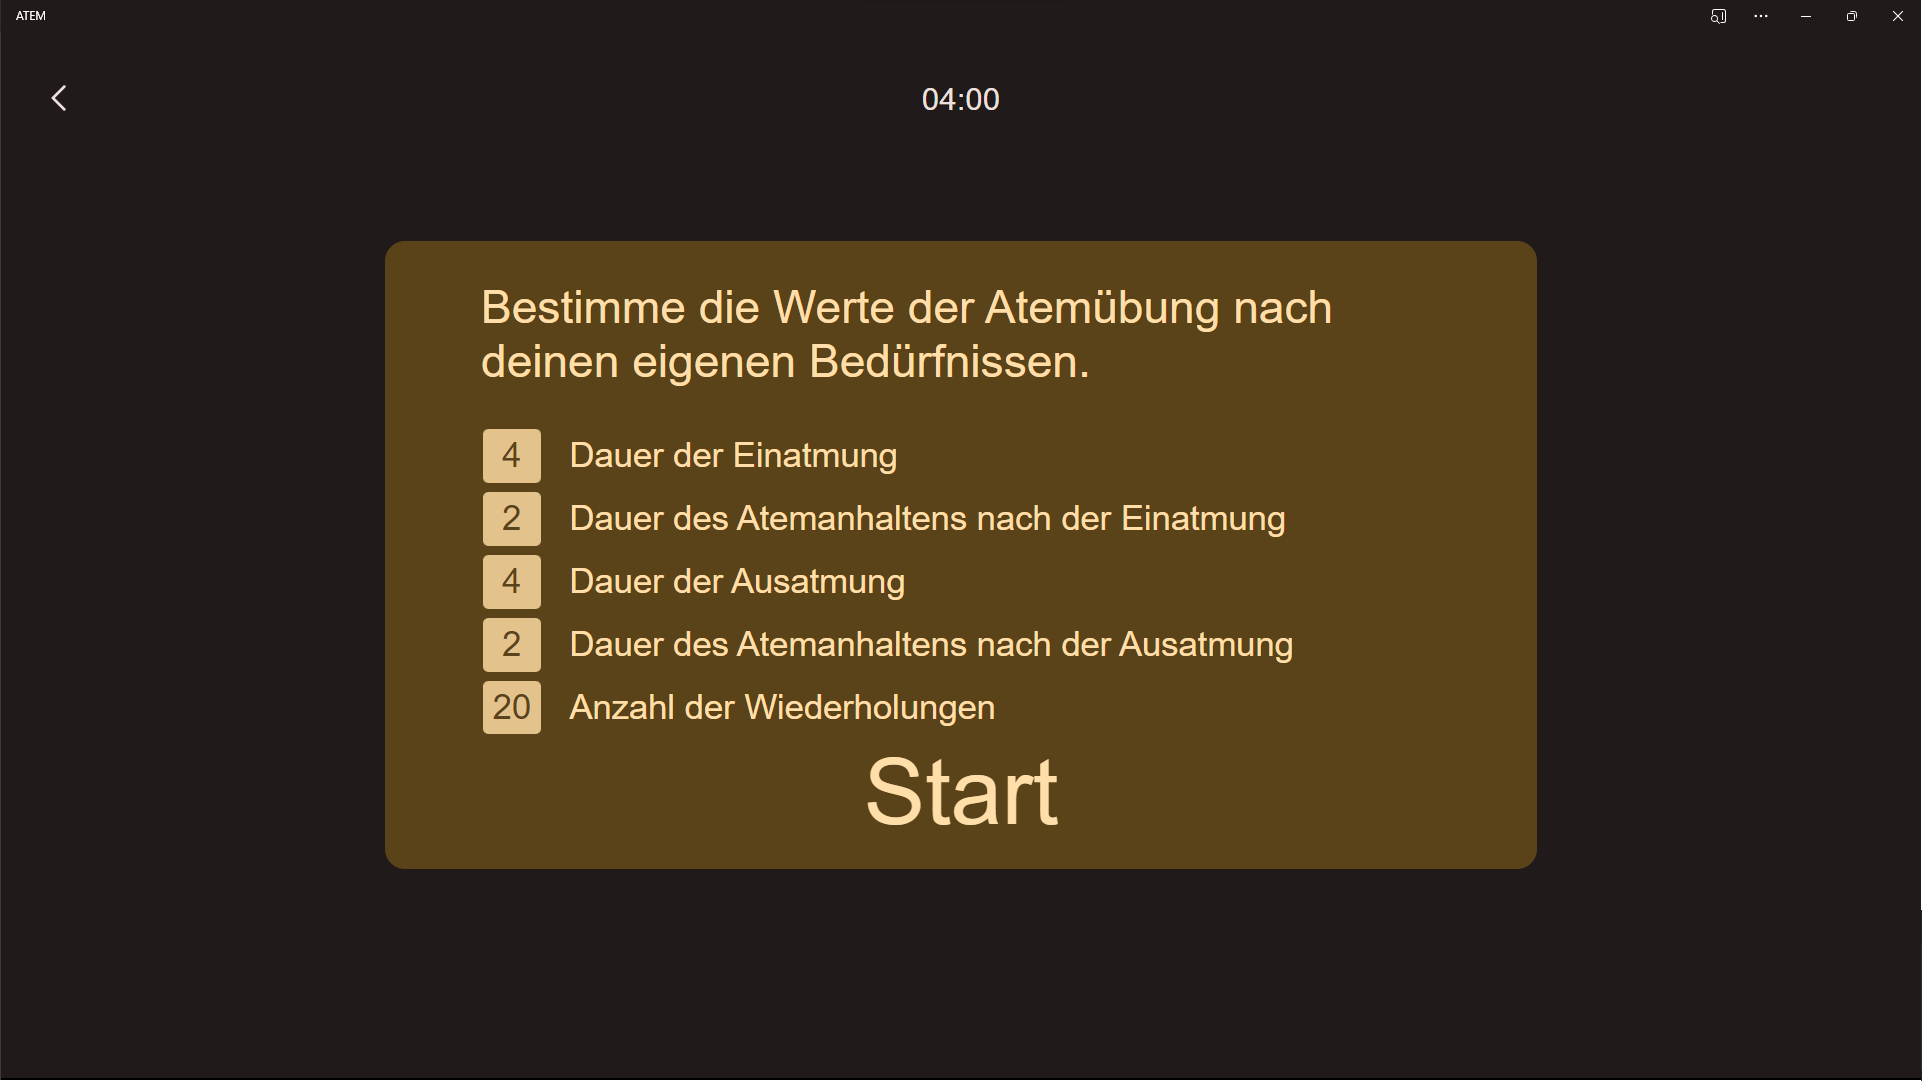 ATEM
04:00
Bestimme die Werte der Atemübung nach
deinen eigenen Bedürfnissen.
4 Dauer der Einatmung
2 Dauer des Atemanhaltens nach der Einatmung
4 Dauer der Ausatmung
2 Dauer des Atemanhaltens nach der Ausatmung
20 Anzahl der Wiederholungen
Start